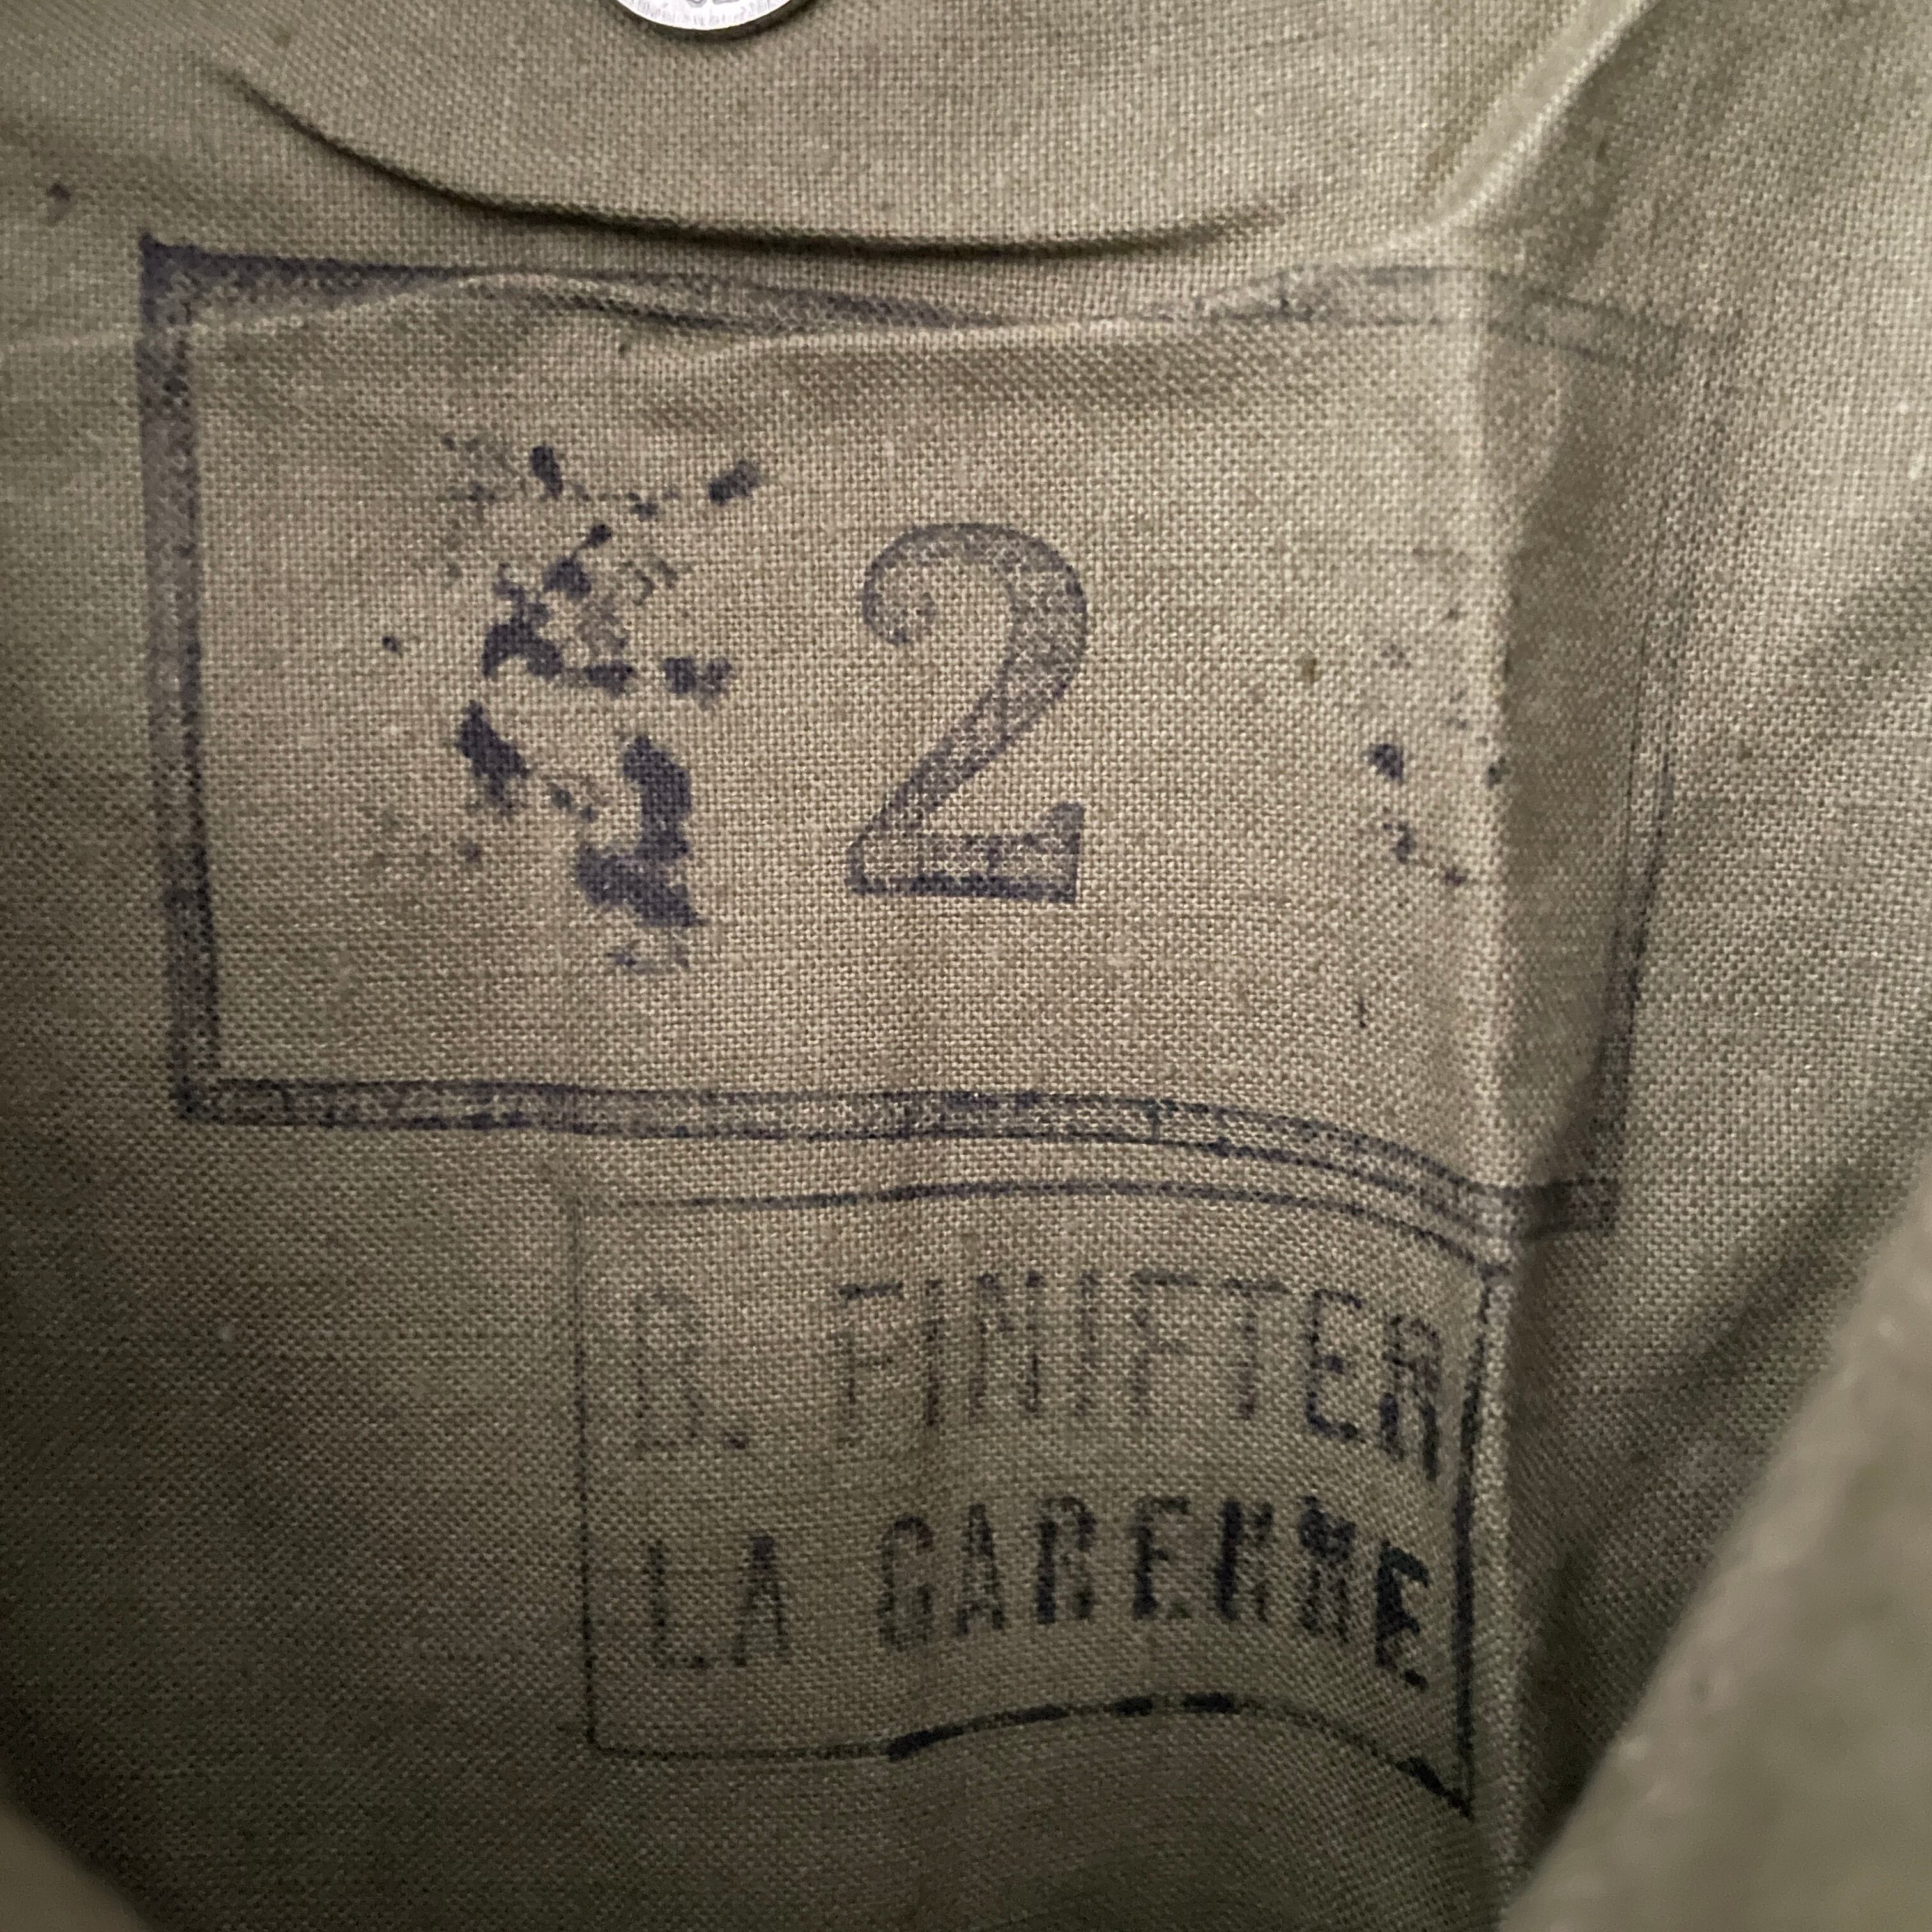 2
R. FINIFTER
LA GARENNE